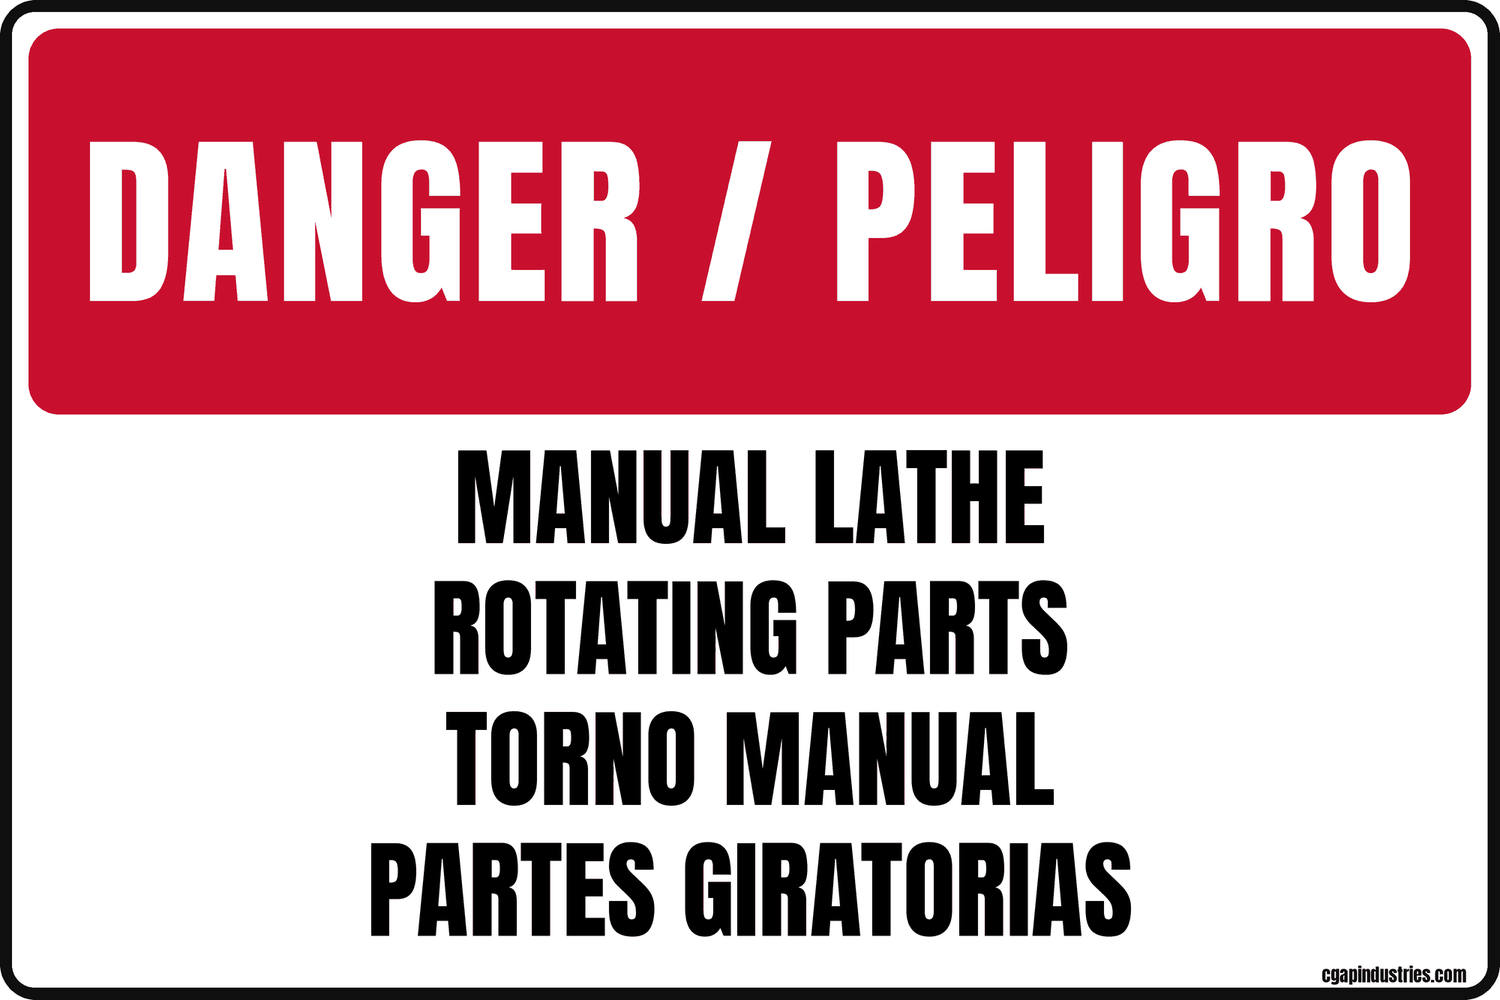 DANGER / PELIGRO
MANUAL LATHE
ROTATING PARTS
TORNO MANUAL
PARTES GIRATORIAS
cgapindustries.com